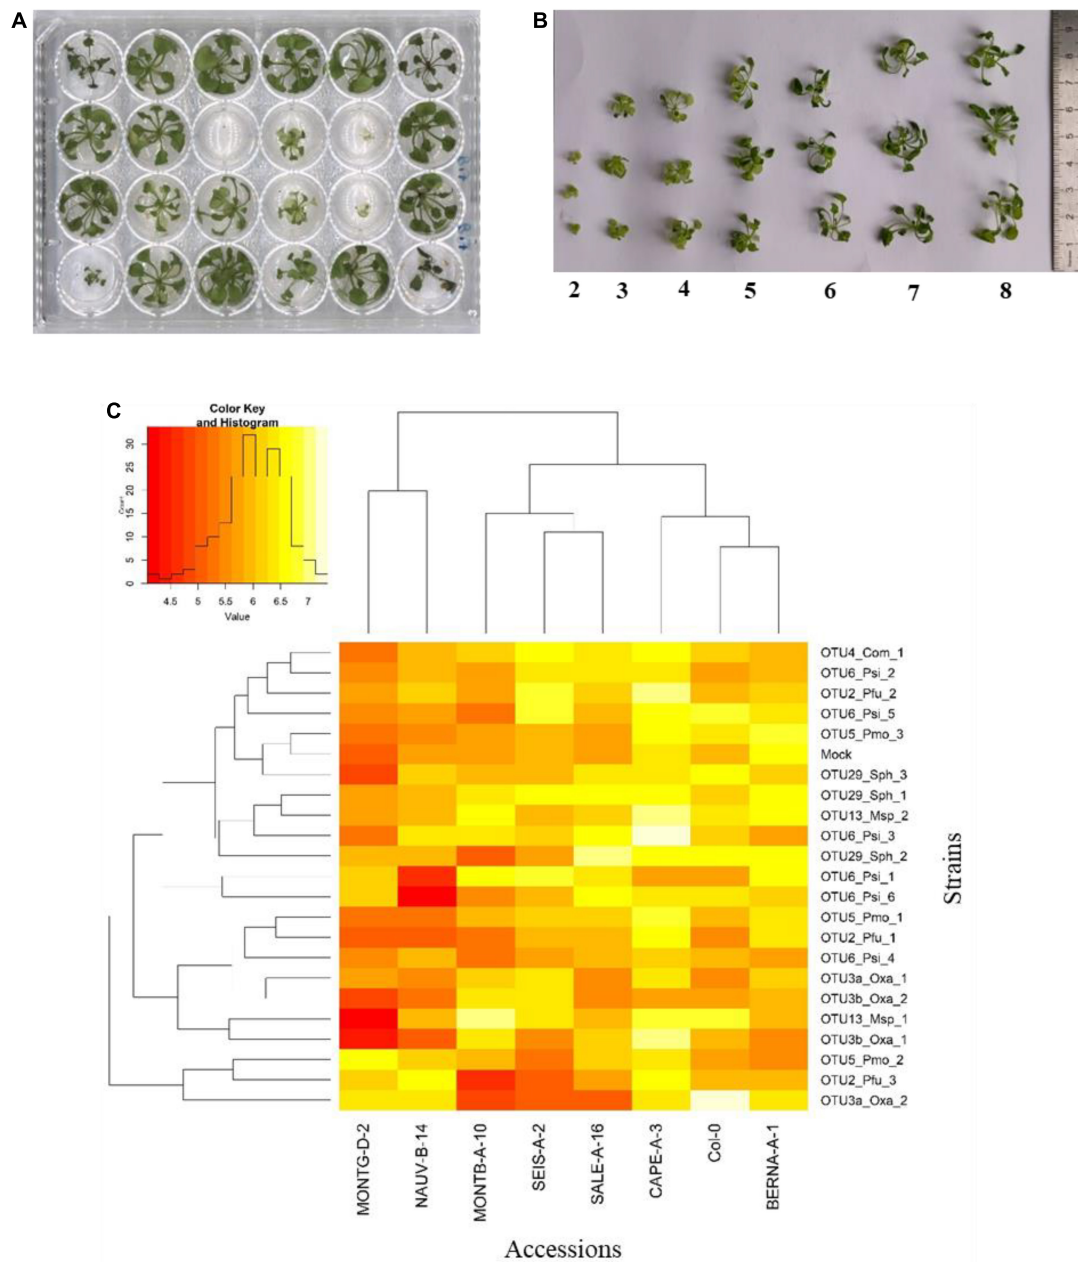 A
B
2 3 4 5 6 7 8
C
Color Key
and Histogram
Count
0 5 10 15 20 25 30
4.5 5 5.5 6 6.5 7
Value
OTU4_Com_1
OTU6_Psi_2
OTU2_Pfu_2
OTU6_Psi_5
OTU5_Pmo_3
Mock
OTU29_Sph_3
OTU29_Sph_1
OTU13_Msp_2
OTU6_Psi_3
OTU29_Sph_2
OTU6_Psi_1
OTU6_Psi_6
OTU5_Pmo_1
OTU2_Pfu_1
OTU6_Psi_4
OTU3a_Oxa_1
OTU3b_Oxa_2
OTU13_Msp_1
OTU3b_Oxa_1
OTU5_Pmo_2
OTU2_Pfu_3
OTU3a_Oxa_2
Strains
MONTG-D-2
NAUV-B-14
MONTB-A-10
SEIS-A-2
SALE-A-16
CAPE-A-3
Col-0
BERNA-A-1
Accessions